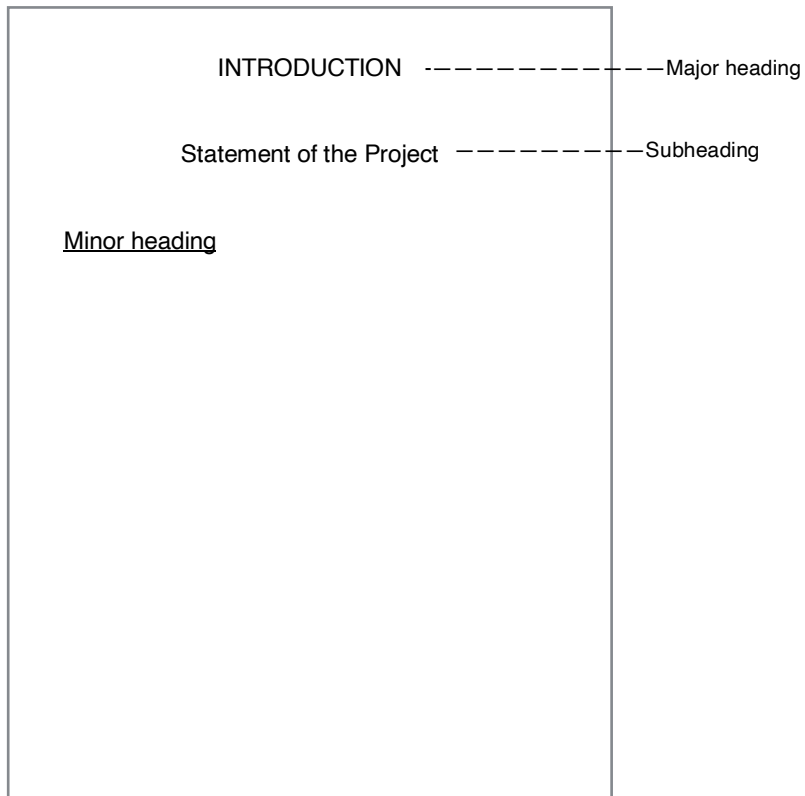 INTRODUCTION Major heading
Statement of the Project Subheading
Minor heading